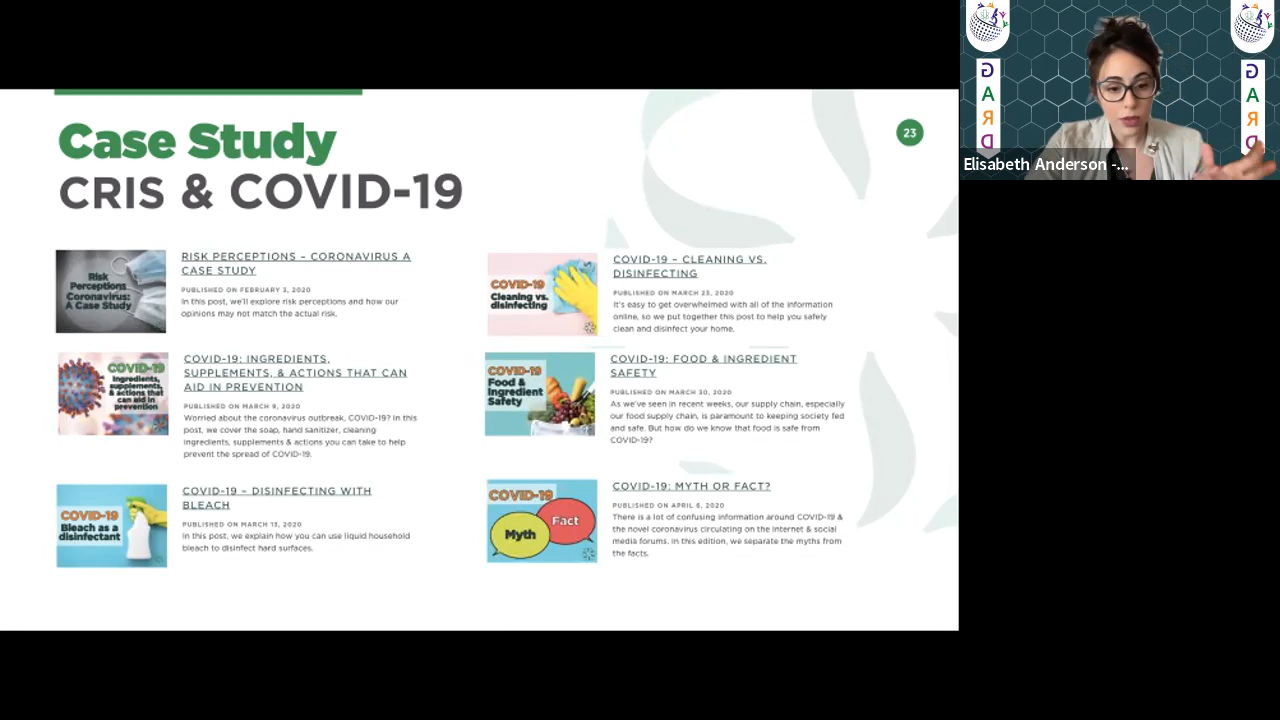 Case Study
CRIS & COVID-19
23
Risk
Perceptions
Coronavirus:
A Case Study
RISK PERCEPTIONS – CORONAVIRUS A
CASE STUDY
PUBLISHED ON FEBRUARY 3, 2020
In this post, we'll explore risk perceptions and how our
opinions may not match the actual risk.
COVID-19
Ingredients,
supplements,
& actions that
can aid in
prevention
COVID-19: INGREDIENTS,
SUPPLEMENTS, & ACTIONS THAT CAN
AID IN PREVENTION
PUBLISHED ON MARCH 9, 2020
Worried about the coronavirus outbreak, COVID-19? In this
post, we cover the soap, hand sanitizer, cleaning
ingredients, supplements & actions you can take to help
prevent the spread of COVID-19.
COVID-19
Bleach as a
disinfectant
COVID-19 – DISINFECTING WITH
BLEACH
PUBLISHED ON MARCH 13, 2020
In this post, we explain how you can use liquid household
bleach to disinfect hard surfaces.
COVID-19
Cleaning vs.
disinfecting
COVID-19 – CLEANING VS.
DISINFECTING
PUBLISHED ON MARCH 23, 2020
It's easy to get overwhelmed with all of the information
online, so we put together this post to help you safely
clean and disinfect your home.
COVID-19
Food &
Ingredient
Safety
COVID-19: FOOD & INGREDIENT
SAFETY
PUBLISHED ON MARCH 30, 2020
As we've seen in recent weeks, our supply chain, especially
our food supply chain, is paramount to keeping society fed
and safe. But how do we know that food is safe from
COVID-19?
COVID-19
Myth
Fact
COVID-19: MYTH OR FACT?
PUBLISHED ON APRIL 6, 2020
There is a lot of confusing information around COVID-19 &
the novel coronavirus circulating on the internet & social
media forums. In this edition, we separate the myths from
the facts.
GARD
GARD
Elisabeth Anderson -...